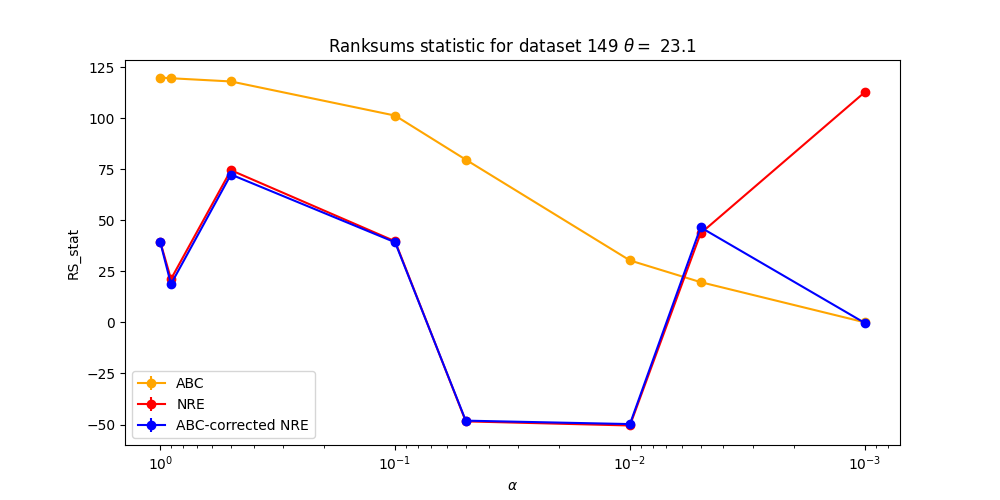 Ranksums statistic for dataset 149 θ = 23.1
RS_stat
125
100
75
50
25
0
−25
−50
ABC
NRE
ABC-corrected NRE
10⁰
10⁻¹
10⁻²
10⁻³
α